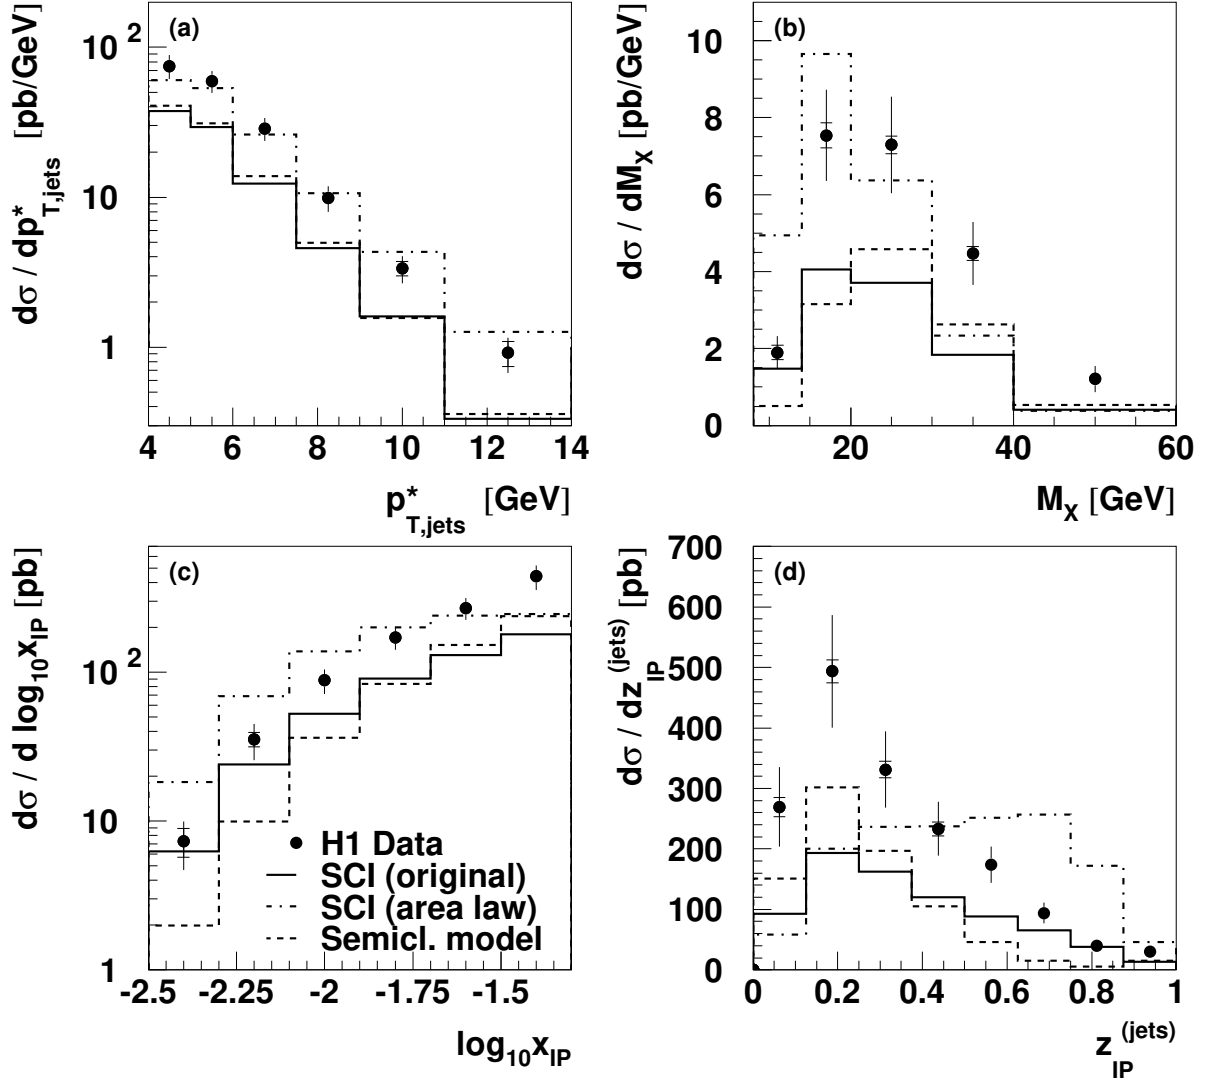 (a)
dσ / dp*T,jets [pb/GeV]
10 2
10
1
4 6 8 10 12 14
p*T,jets [GeV]
(b)
dσ / dMX [pb/GeV]
10
8
6
4
2
0
20 40 60
MX [GeV]
(c)
dσ / d log10xIP [pb]
10 2
10
1
-2.5 -2.25 -2 -1.75 -1.5
log10xIP
H1 Data
SCI (original)
SCI (area law)
Semicl. model
(d)
dσ / dzIP(jets) [pb]
700
600
500
400
300
200
100
0
0 0.2 0.4 0.6 0.8 1
zIP(jets)